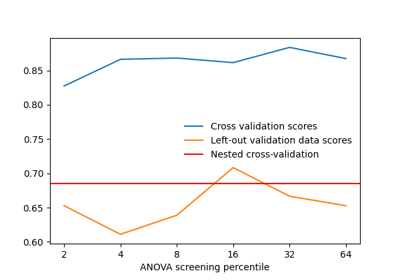 0.85
0.80
0.75
0.70
0.65
0.60
Cross validation scores
Left-out validation data scores
Nested cross-validation
2 4 8 16 32 64
ANOVA screening percentile